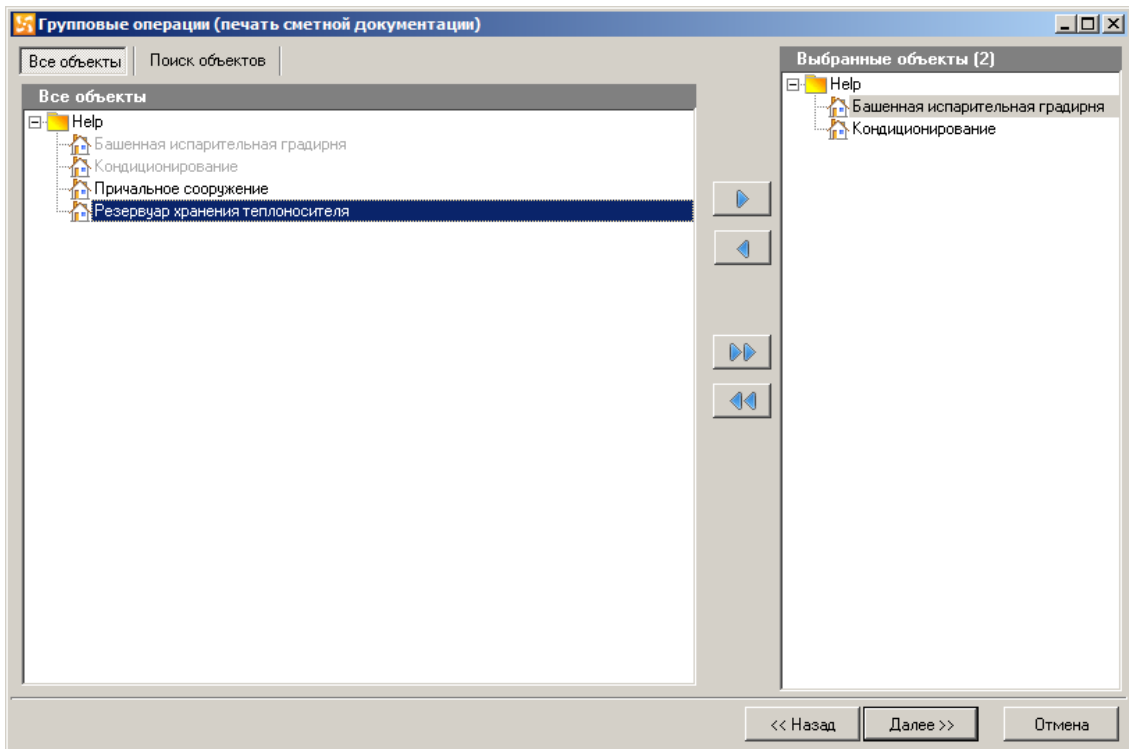 Групповые операции (печать сметной документации)
Все объекты
Поиск объектов
Все объекты
Help
Башенная испарительная градирня
Кондиционирование
Причальное сооружение
Резервуар хранения теплоносителя
Выбранные объекты (2)
Help
Башенная испарительная градирня
Кондиционирование
<< Назад
Далее >>
Отмена